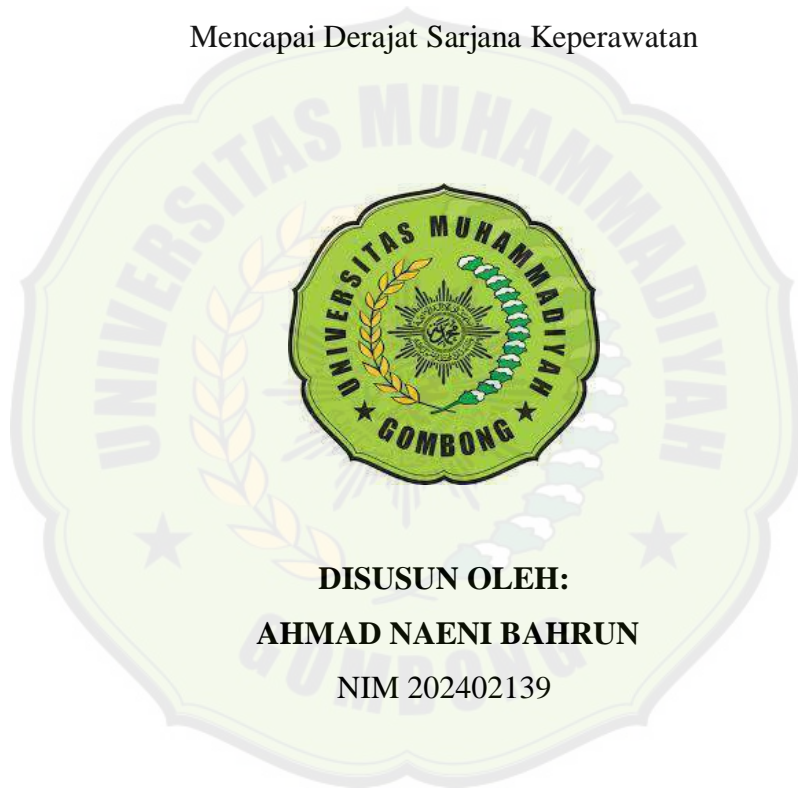 Mencapai Derajat Sarjana Keperawatan
UNIVERSITAS MUHAMMADIYAH
GOMBONG
UNIVERSITAS MUHAMMADIYAH
GOMBONG
DISUSUN OLEH:
AHMAD NAENI BAHRUN
NIM 202402139